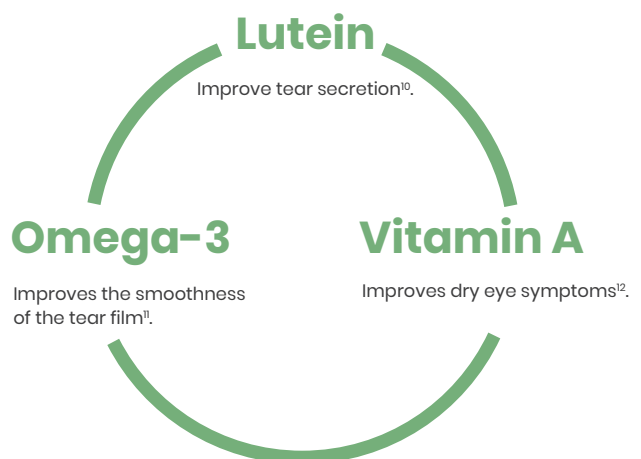 Lutein
Improve tear secretion¹⁰.
Omega-3
Improves the smoothness
of the tear film¹¹.
Vitamin A
Improves dry eye symptoms¹².